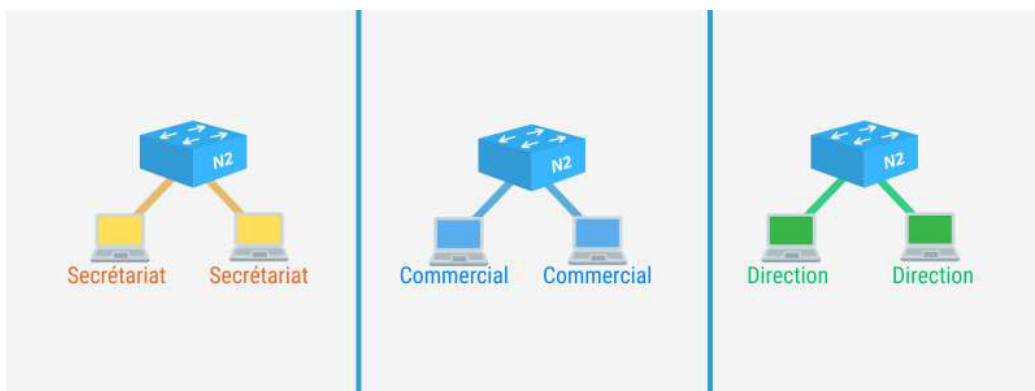 N2
N2
N2
Secrétariat Secrétariat
Commercial Commercial
Direction Direction